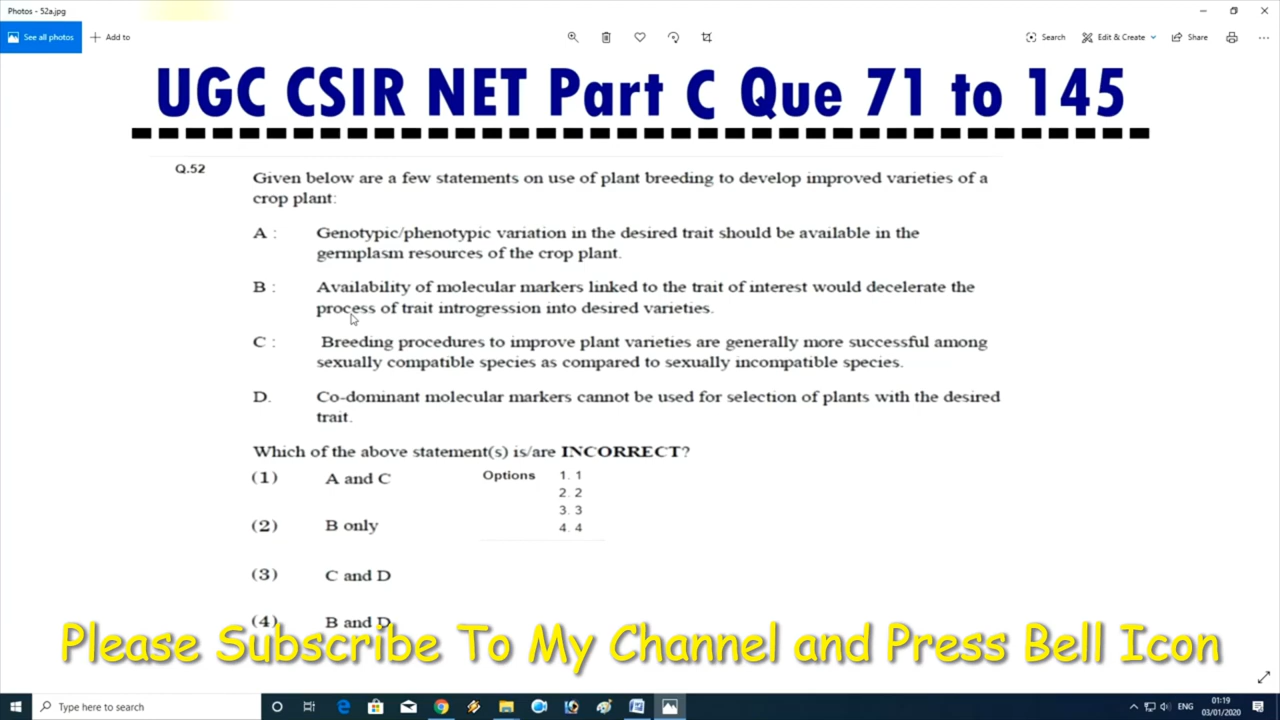 Photos - 52a.jpg
See all photos
Add to
Search
Edit & Create
Share
UGC CSIR NET Part C Que 71 to 145
Q.52
Given below are a few statements on use of plant breeding to develop improved varieties of a
crop plant:
A : Genotypic/phenotypic variation in the desired trait should be available in the
germplasm resources of the crop plant.
B : Availability of molecular markers linked to the trait of interest would decelerate the
process of trait introgression into desired varieties.
C : Breeding procedures to improve plant varieties are generally more successful among
sexually compatible species as compared to sexually incompatible species.
D. Co-dominant molecular markers cannot be used for selection of plants with the desired
trait.
Which of the above statement(s) is/are INCORRECT?
(1) A and C
(2) B only
(3) C and D
(4) B and D
Options 1. 1
2. 2
3. 3
4. 4
Please Subscribe To My Channel and Press Bell Icon
Type here to search
ENG
01:19
03/01/2020